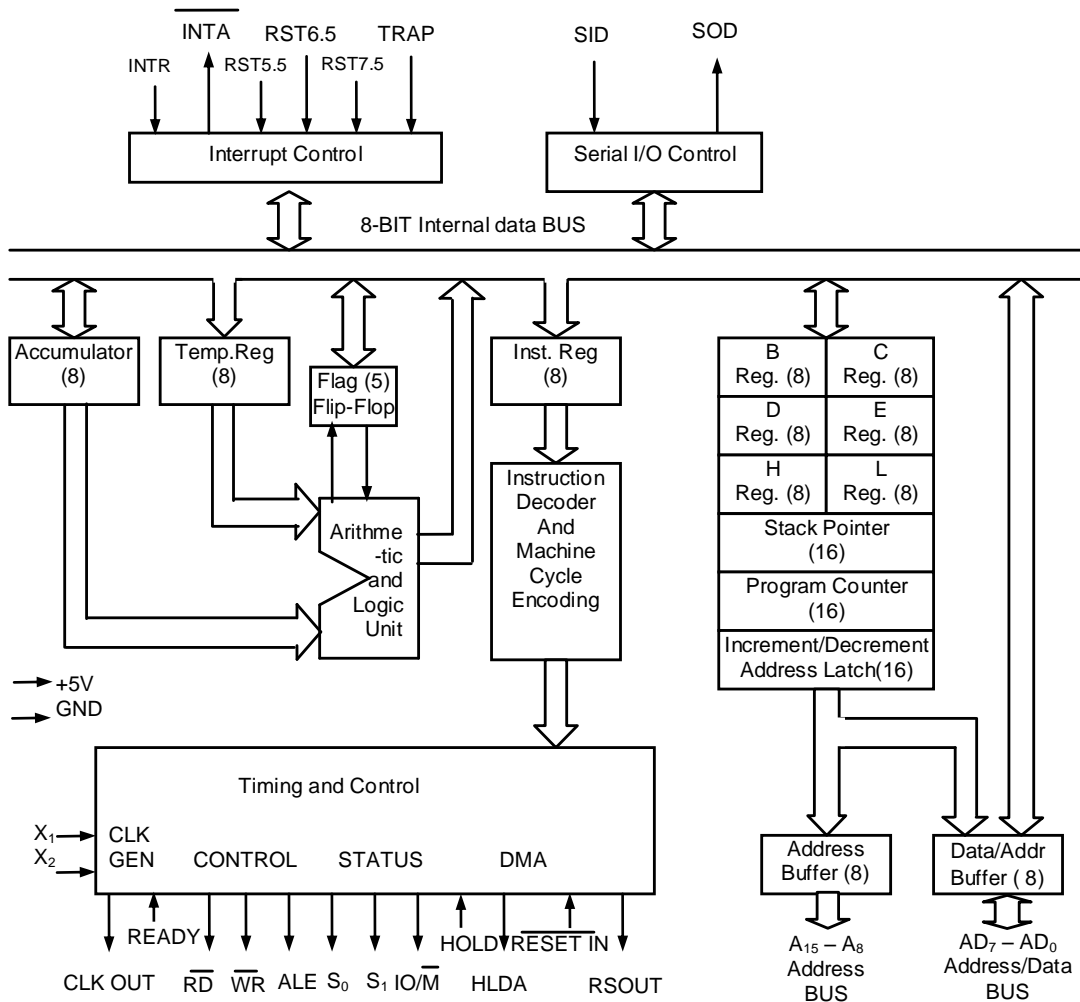 INTA RST6.5 TRAP SID SOD
INTR RST5.5 RST7.5
Interrupt Control
Serial I/O Control
8-BIT Internal data BUS
Accumulator
(8)
Temp.Reg
(8)
Flag (5)
Flip-Flop
Inst. Reg
(8)
B
Reg. (8)
C
Reg. (8)
D
Reg. (8)
E
Reg. (8)
H
Reg. (8)
L
Reg. (8)
Stack Pointer
(16)
Program Counter
(16)
Increment/Decrement
Address Latch(16)
Arithme
-tic
and
Logic
Unit
Instruction
Decoder
And
Machine
Cycle
Encoding
+5V
GND
Timing and Control
X₁
X₂
CLK
GEN
CONTROL STATUS DMA
READY HOLD RESET IN
CLK OUT RD WR ALE S₀ S₁ IO/M HLDA RSOUT
Address
Buffer (8)
Data/Addr
Buffer ( 8)
A₁₅ – A₈
Address
BUS
AD₇ – AD₀
Address/Data
BUS